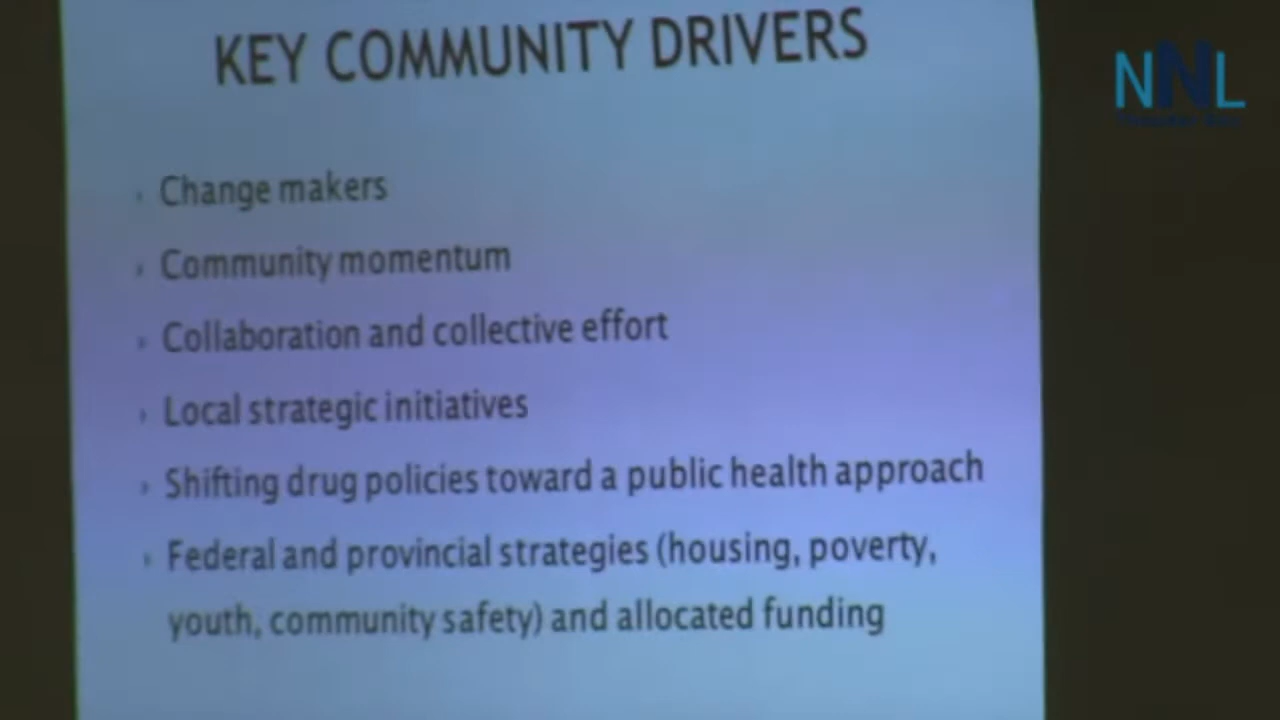 KEY COMMUNITY DRIVERS
NNL
Change makers
Community momentum
Collaboration and collective effort
Local strategic initiatives
Shifting drug policies toward a public health approach
Federal and provincial strategies (housing, poverty,
youth, community safety) and allocated funding